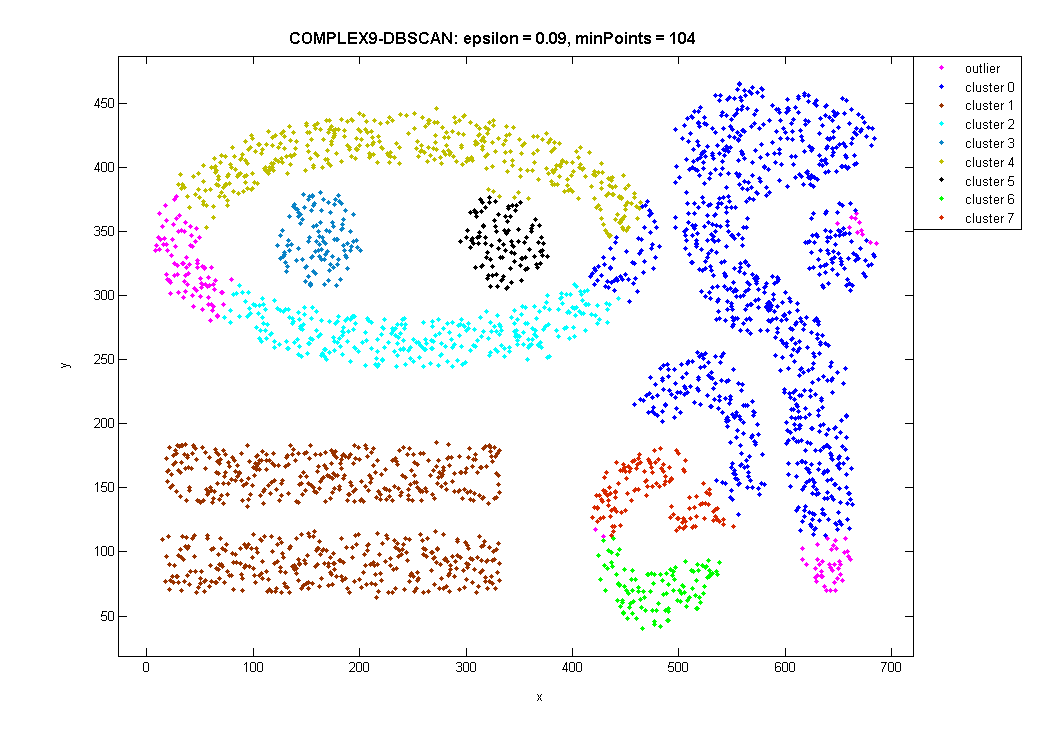 COMPLEX9-DBSCAN: epsilon = 0.09, minPoints = 104
outlier
cluster 0
cluster 1
cluster 2
cluster 3
cluster 4
cluster 5
cluster 6
cluster 7
450
400
350
300
250
200
150
100
50
y
0 100 200 300 400 500 600 700
x